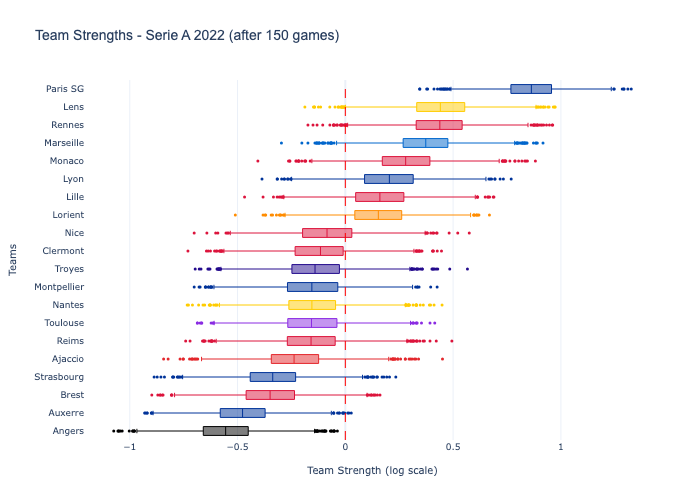 Team Strengths - Serie A 2022 (after 150 games)
Paris SG
Lens
Rennes
Marseille
Monaco
Lyon
Lille
Lorient
Nice
Clermont
Troyes
Montpellier
Nantes
Toulouse
Reims
Ajaccio
Strasbourg
Brest
Auxerre
Angers
Teams
−1
−0.5
0
0.5
1
Team Strength (log scale)